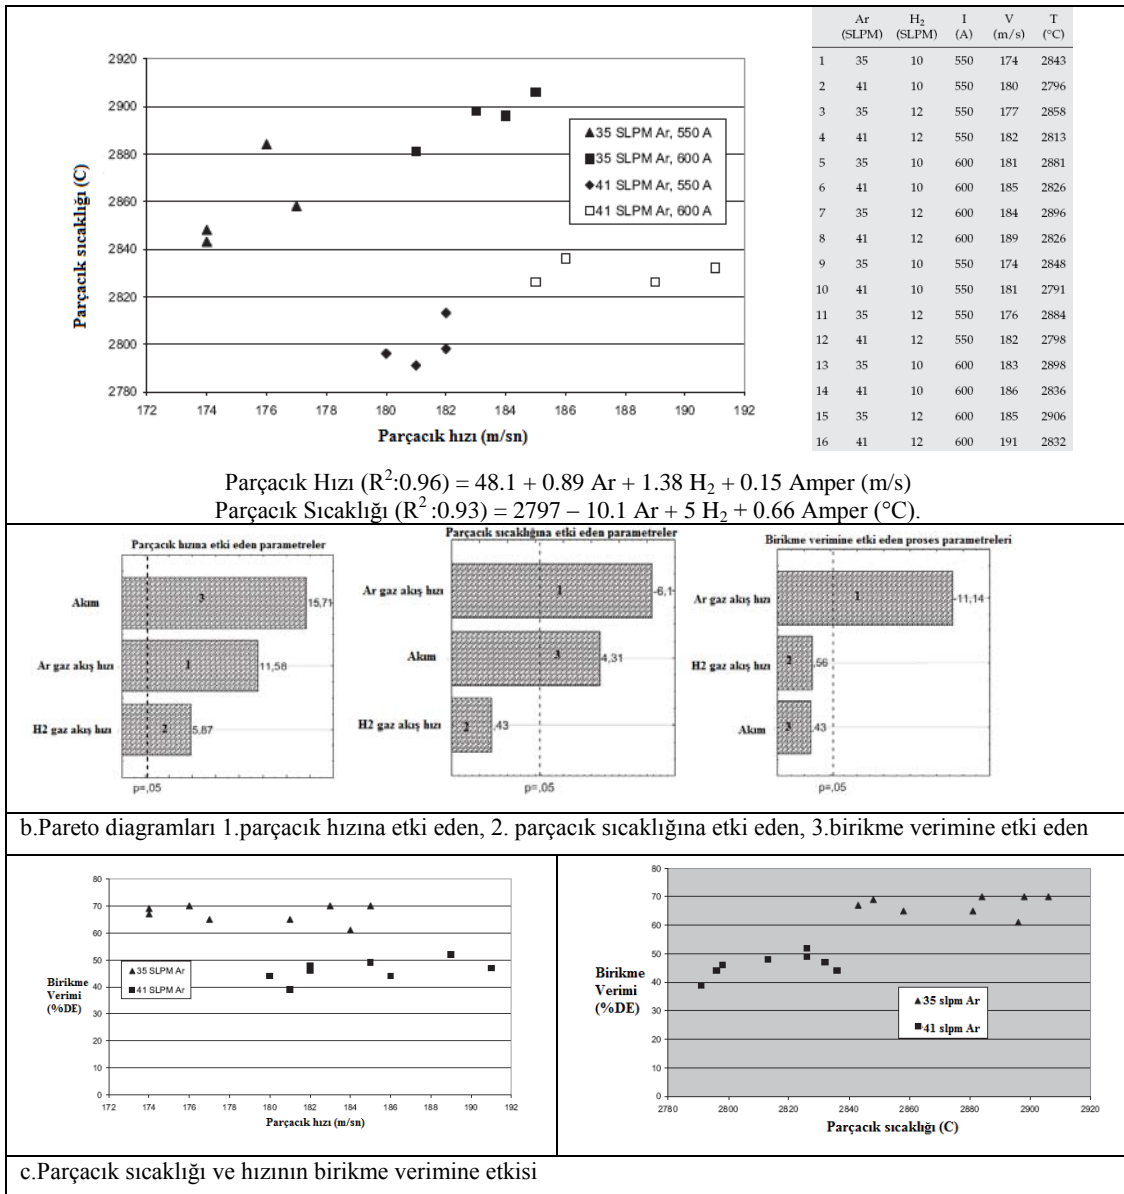 2920
2900
2880
2860
2840
2820
2800
2780
172 174 176 178 180 182 184 186 188 190 192
Parçacık sıcaklığı (C)
Parçacık hızı (m/sn)
▲35 SLPM Ar, 550 A
■35 SLPM Ar, 600 A
◆41 SLPM Ar, 550 A
□41 SLPM Ar, 600 A
Ar H₂ I V T
(SLPM) (SLPM) (A) (m/s) (°C)
1 35 10 550 174 2843
2 41 10 550 180 2796
3 35 12 550 177 2858
4 41 12 550 182 2813
5 35 10 600 181 2881
6 41 10 600 185 2826
7 35 12 600 184 2896
8 41 12 600 189 2826
9 35 10 550 174 2848
10 41 10 550 181 2791
11 35 12 550 176 2884
12 41 12 550 182 2798
13 35 10 600 183 2898
14 41 10 600 186 2836
15 35 12 600 185 2906
16 41 12 600 191 2832
Parçacık Hızı (R²:0.96) = 48.1 + 0.89 Ar + 1.38 H₂ + 0.15 Amper (m/s)
Parçacık Sıcaklığı (R² :0.93) = 2797 – 10.1 Ar + 5 H₂ + 0.66 Amper (°C).
Parçacık hızına etki eden parametreler
Akım 3 15,71
Ar gaz akış hızı 1 11,58
H2 gaz akış hızı 2 5,87
p=,05
Parçacık sıcaklığına etki eden parametreler
Ar gaz akış hızı 1 -6,1
Akım 3 4,31
H2 gaz akış hızı 2 ,43
p=,05
Birikme verimine etki eden proses parametreleri
Ar gaz akış hızı 1 -11,14
H2 gaz akış hızı 2 ,56
Akım 3 ,43
p=,05
b.Pareto diagramları 1.parçacık hızına etki eden, 2. parçacık sıcaklığına etki eden, 3.birikme verimine etki eden
80
70
60
50
40
30
20
10
0
172 174 176 178 180 182 184 186 188 190 192
Birikme
Verimi
(%DE)
▲35 SLPM Ar
■41 SLPM Ar
Parçacık hızı (m/sn)
80
70
60
50
40
30
20
10
0
2780 2800 2820 2840 2860 2880 2900 2920
Birikme
Verimi
(%DE)
▲35 slpm Ar
■41 slpm Ar
Parçacık sıcaklığı (C)
c.Parçacık sıcaklığı ve hızının birikme verimine etkisi